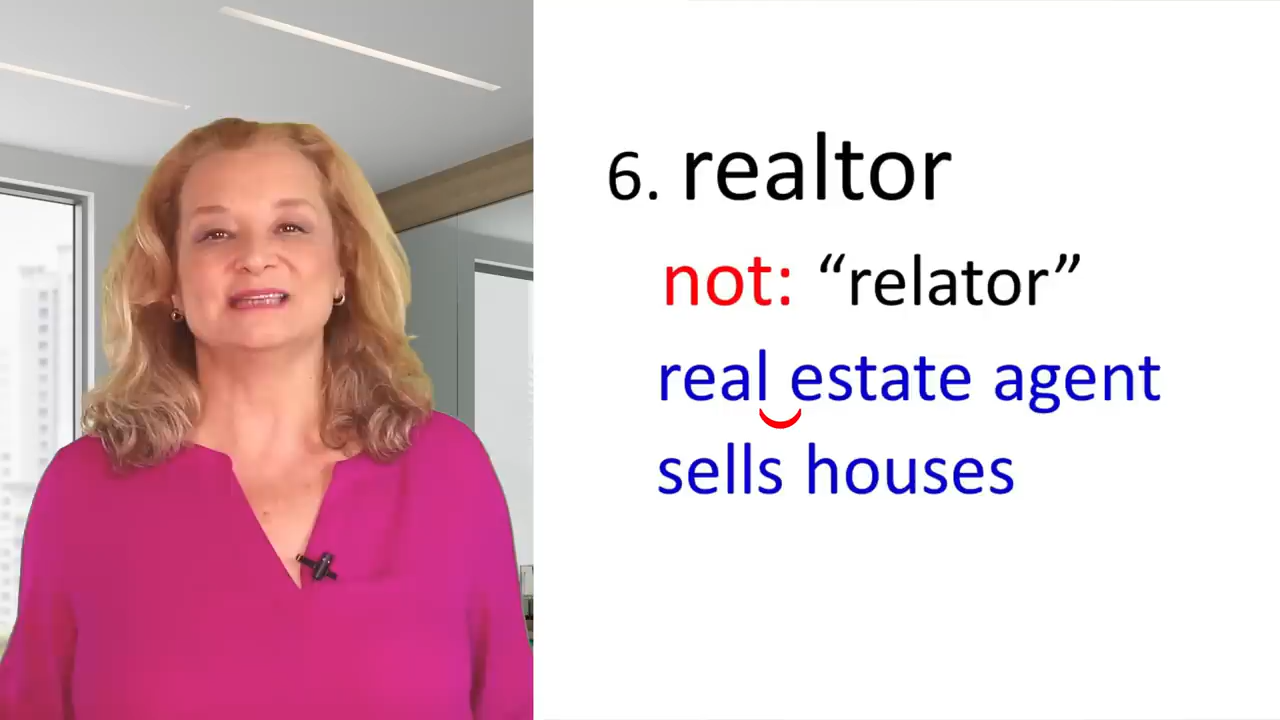 6. realtor
not: “relator”
real estate agent
sells houses